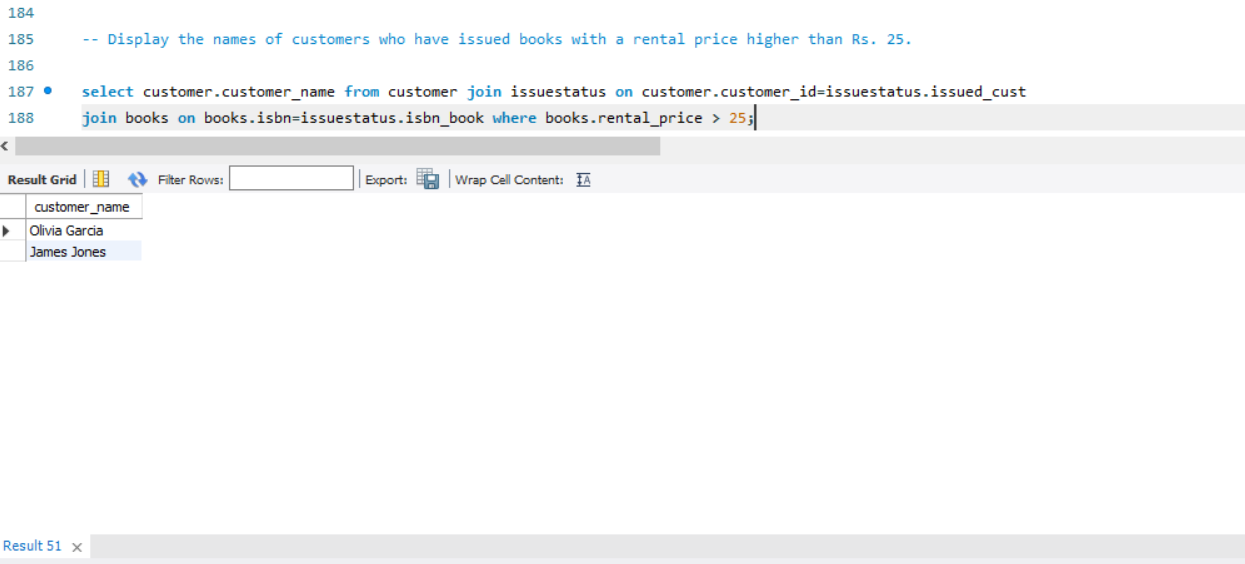 184
185 -- Display the names of customers who have issued books with a rental price higher than Rs. 25.
186
187 select customer.customer_name from customer join issuestatus on customer.customer_id=issuestatus.issued_cust
188 join books on books.isbn=issuestatus.isbn_book where books.rental_price > 25;
Result Grid Filter Rows: Export: Wrap Cell Content: IA
customer_name
Olivia Garcia
James Jones
Result 51 ×